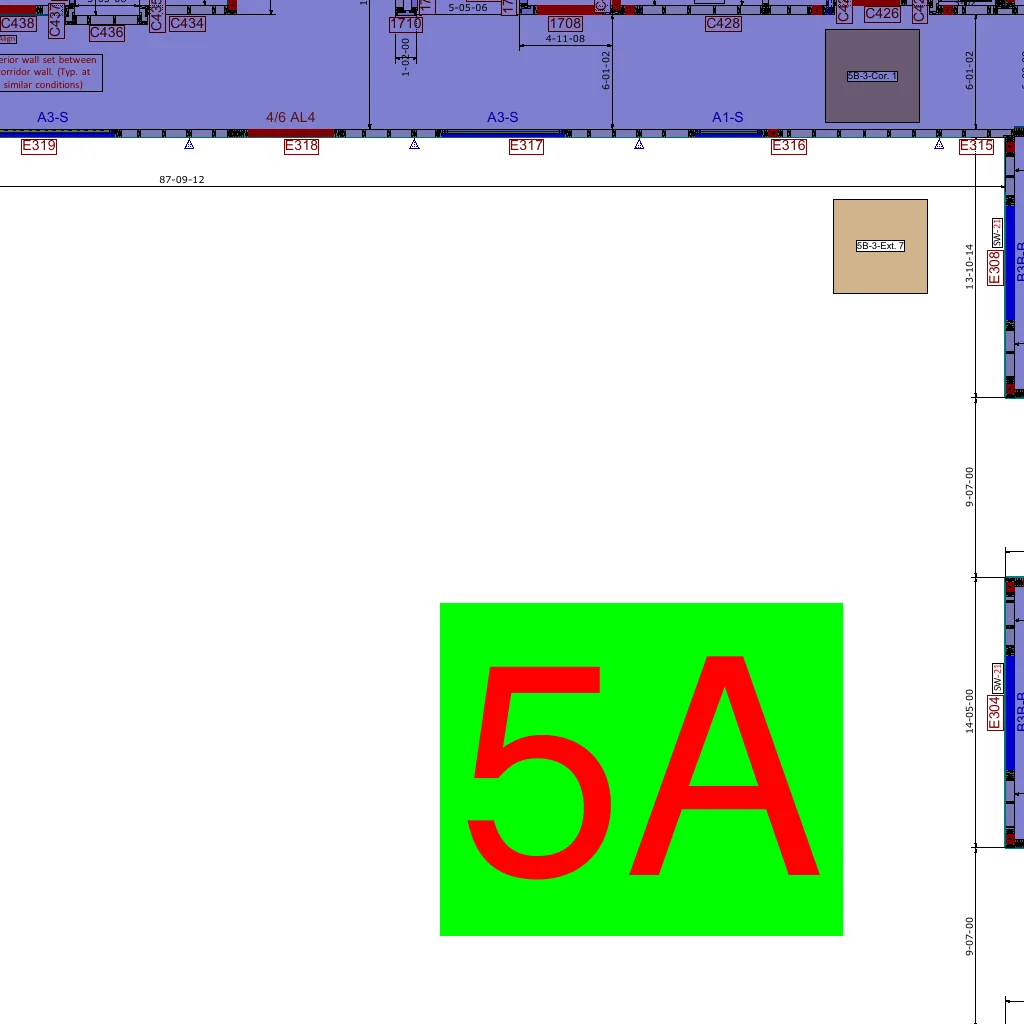 C438
C437
C436
C435
C434
1710
5-05-06
1708
C428
C426
4-11-08
1-02-00
6-01-02
6-01-02
Align
erior wall set between
orridor wall. (Typ. at
similar conditions)
5B-3-Cor. 1
A3-S
4/6 AL4
A3-S
A1-S
E319
E318
E317
E316
E315
87-09-12
5B-3-Ext. 7
13-10-14
E308
SW-21
9-07-00
5A
14-05-00
E304
SW-21
9-07-00